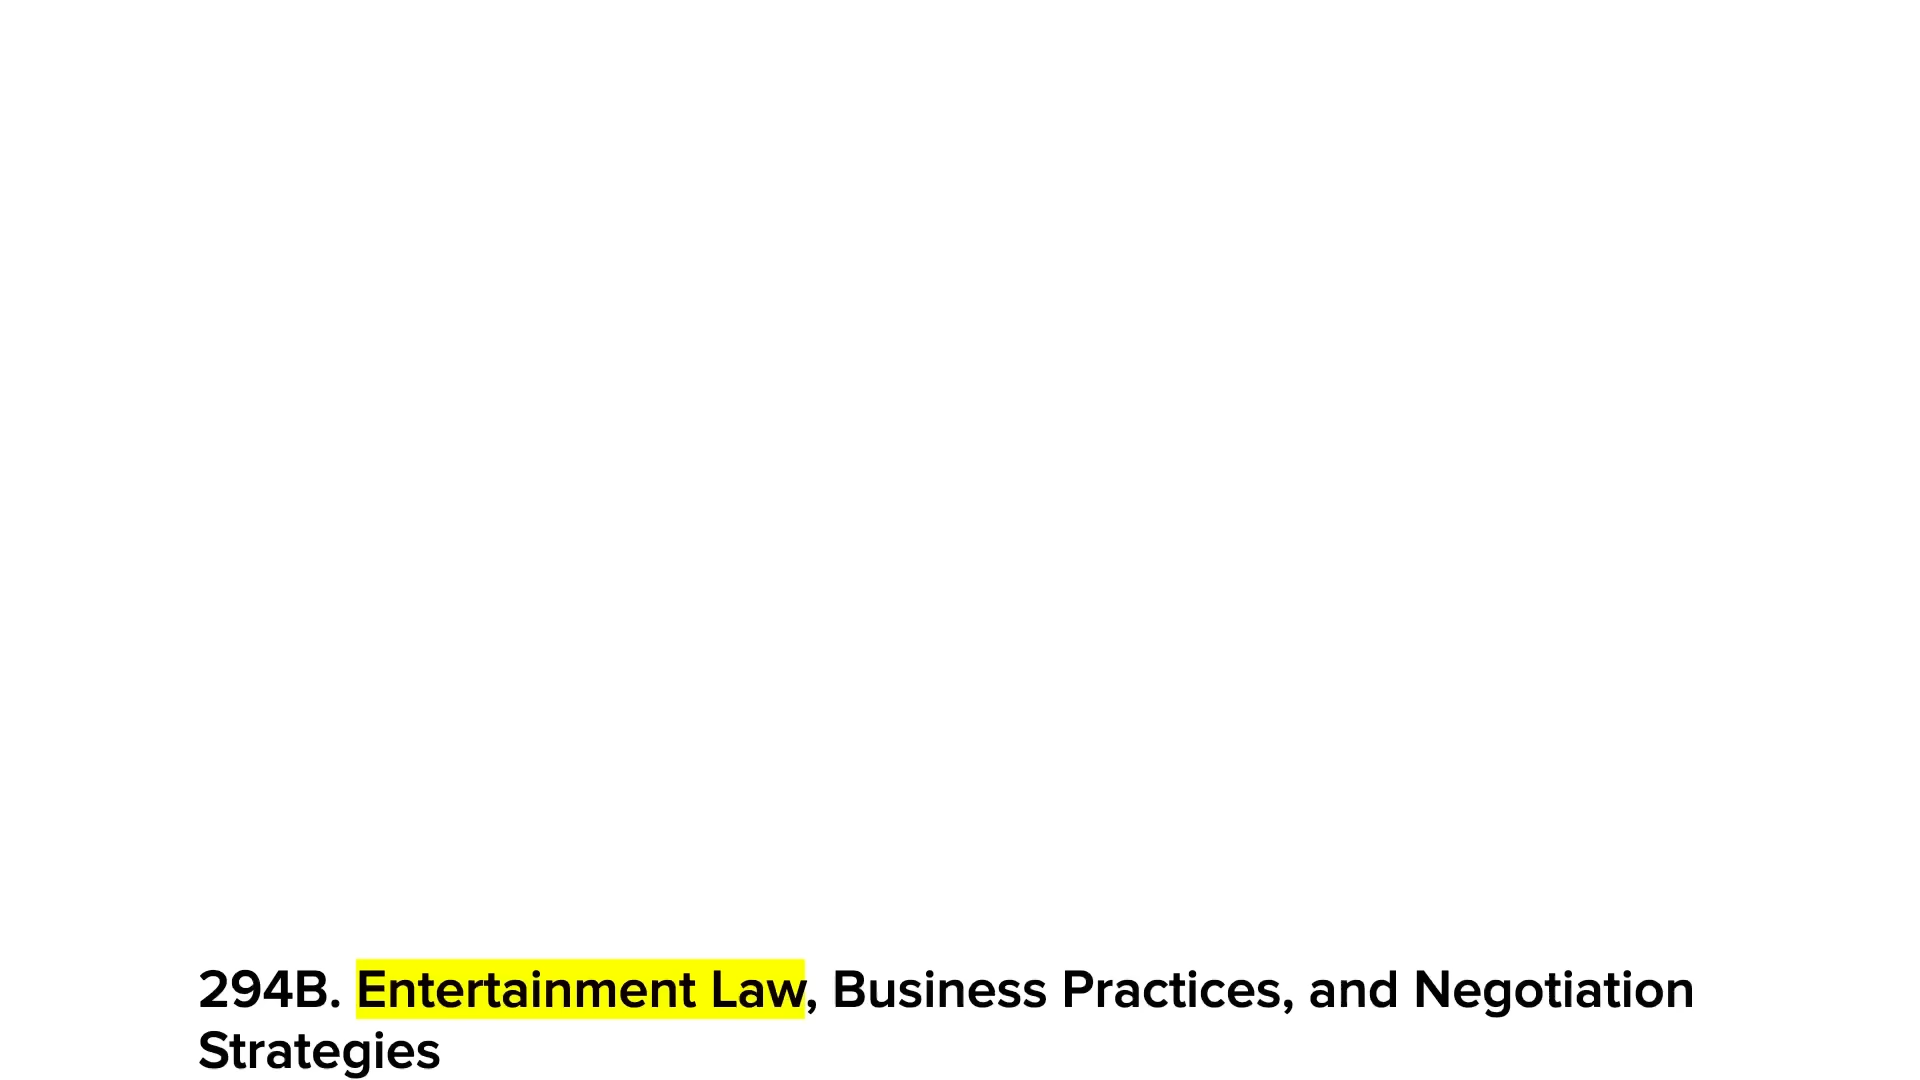 294B. Entertainment Law, Business Practices, and Negotiation
Strategies